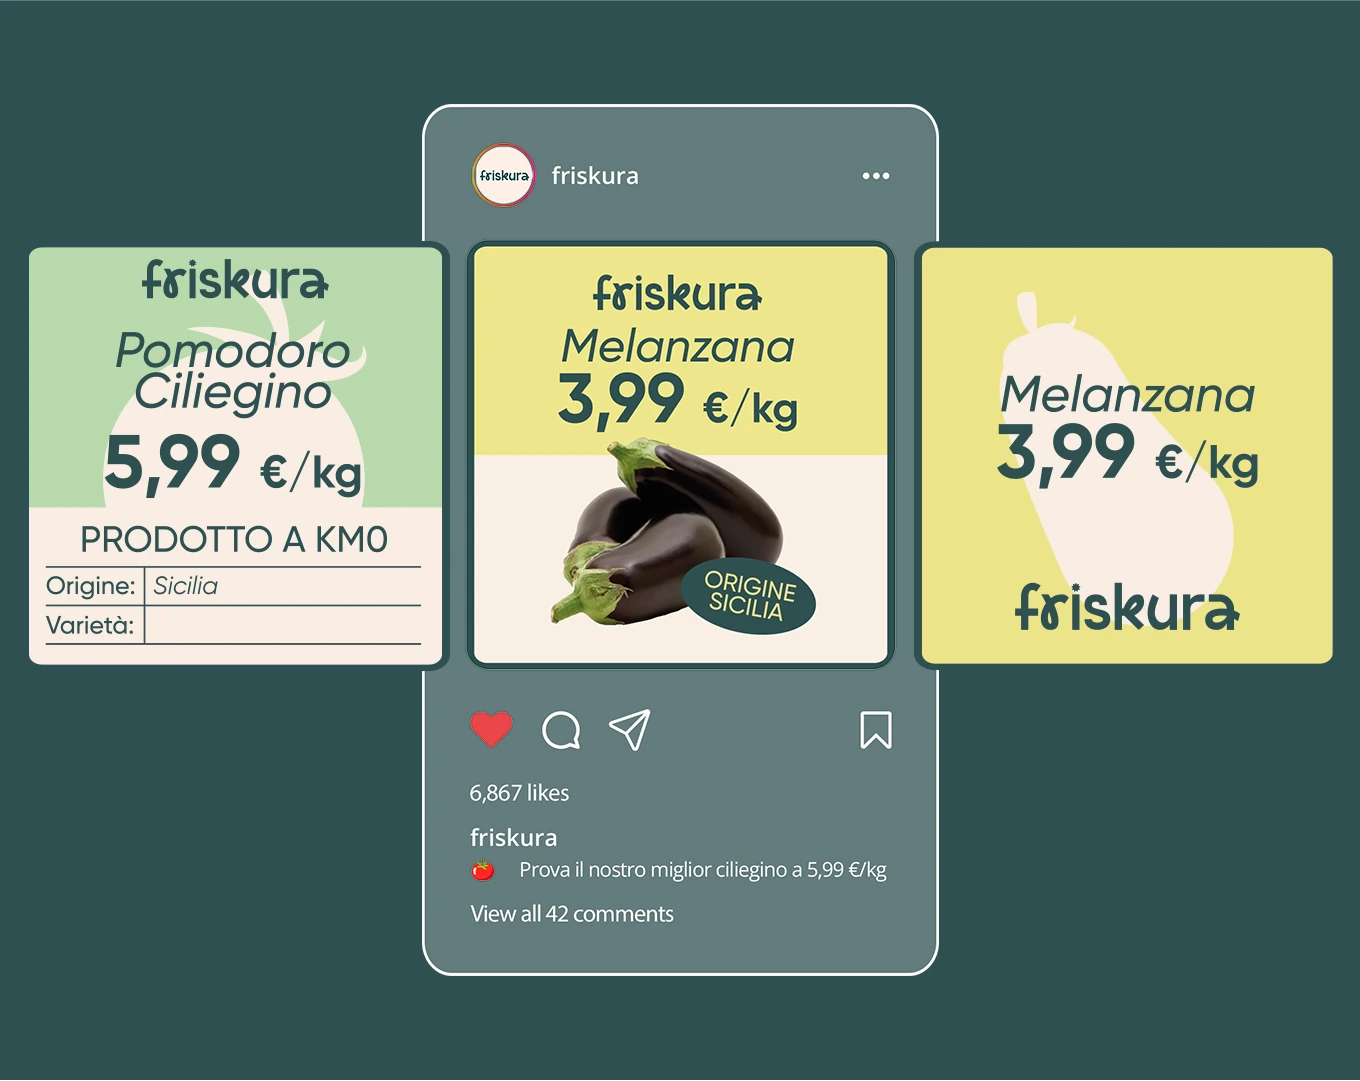 friskura
friskura
friskura
Pomodoro
Ciliegino
5,99 €/kg
PRODOTTO A KM0
Origine: Sicilia
Varietà:
friskura
Melanzana
3,99 €/kg
ORIGINE
SICILIA
Melanzana
3,99 €/kg
friskura
6,867 likes
friskura
Prova il nostro miglior ciliegino a 5,99 €/kg
View all 42 comments